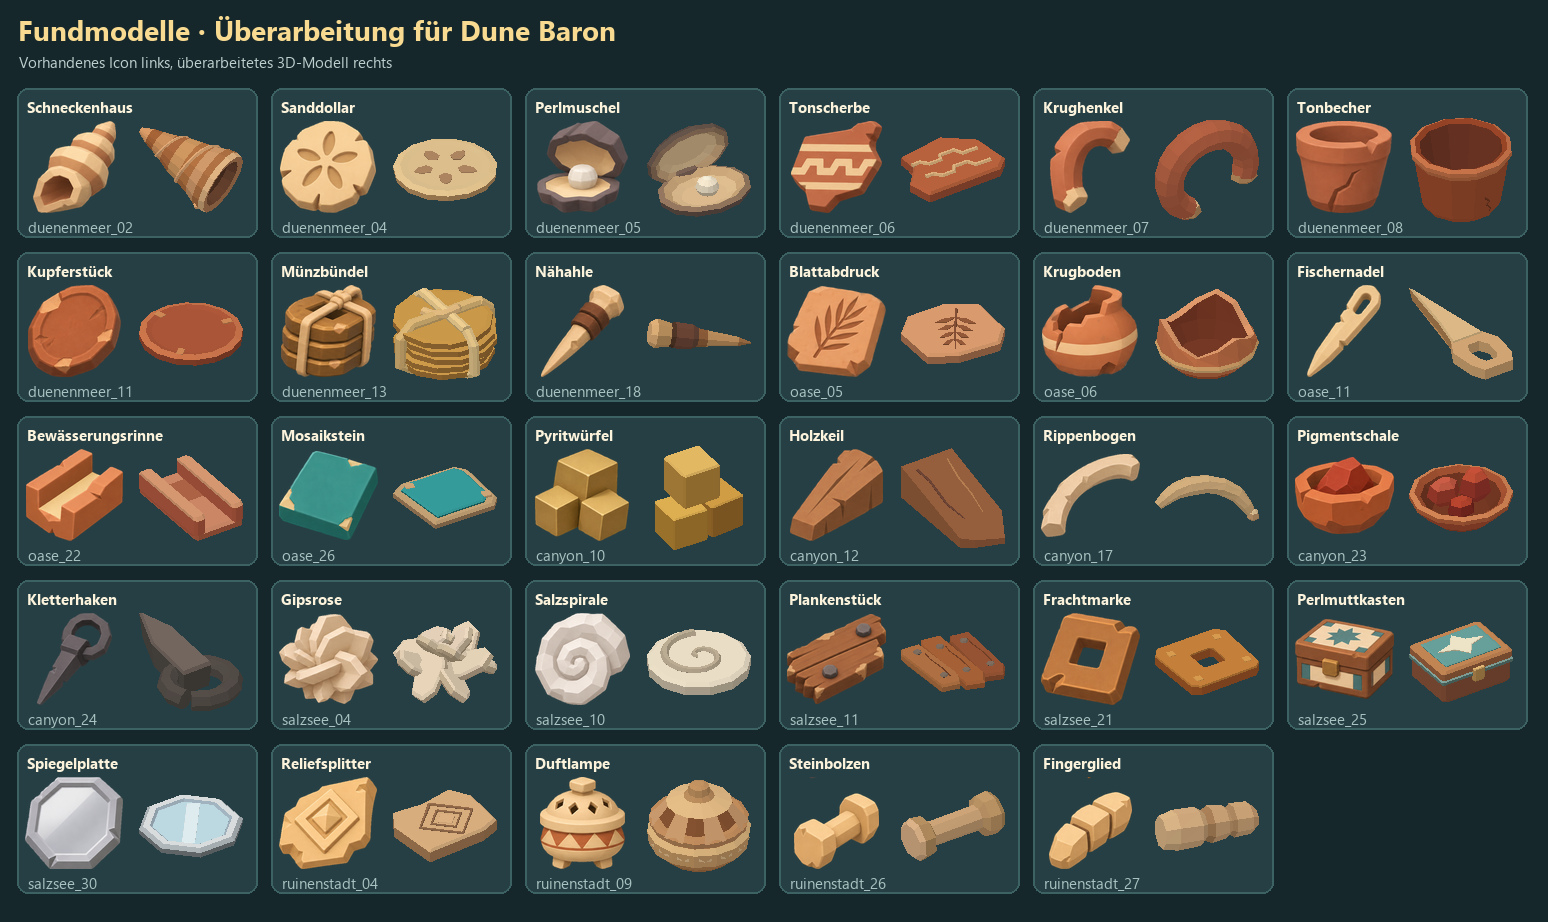 Fundmodelle · Überarbeitung für Dune Baron
Vorhandenes Icon links, überarbeitetes 3D-Modell rechts
Schneckenhaus
duenenmeer_02
Sanddollar
duenenmeer_04
Perlmuschel
duenenmeer_05
Tonscherbe
duenenmeer_06
Krughenkel
duenenmeer_07
Tonbecher
duenenmeer_08
Kupferstück
duenenmeer_11
Münzbündel
duenenmeer_13
Nähahle
duenenmeer_18
Blattabdruck
oase_05
Krugboden
oase_06
Fischernadel
oase_11
Bewässerungsrinne
oase_22
Mosaikstein
oase_26
Pyritwürfel
canyon_10
Holzkeil
canyon_12
Rippenbogen
canyon_17
Pigmentschale
canyon_23
Kletterhaken
canyon_24
Gipsrose
salzsee_04
Salzspirale
salzsee_10
Plankenstück
salzsee_11
Frachtmarke
salzsee_21
Perlmuttkasten
salzsee_25
Spiegelplatte
salzsee_30
Reliefsplitter
ruinenstadt_04
Duftlampe
ruinenstadt_09
Steinbolzen
ruinenstadt_26
Fingerglied
ruinenstadt_27